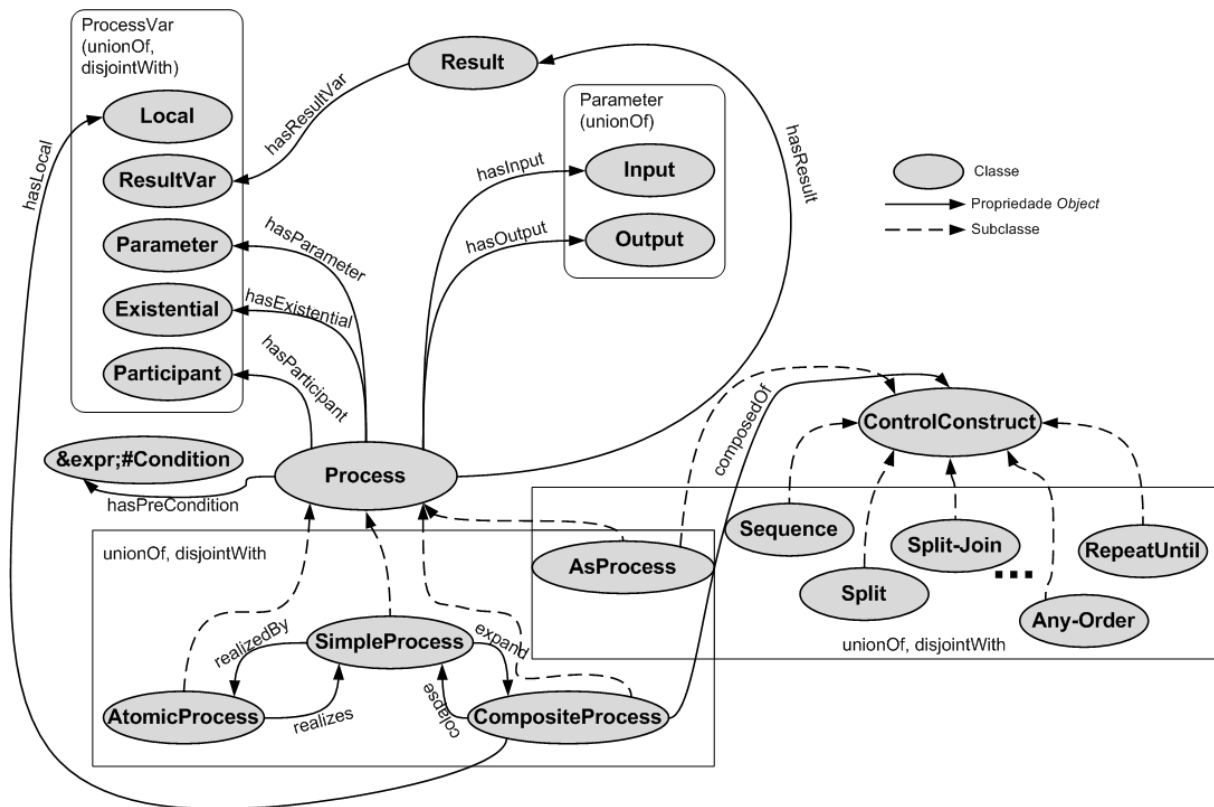 ProcessVar
(unionOf,
disjointWith)
Local
ResultVar
Parameter
Existential
Participant
Result
hasResultVar
Parameter
(unionOf)
Input
Output
hasInput
hasOutput
hasResult
hasLocal
hasParameter
hasExistential
hasParticipant
Classe
Propriedade Object
Subclasse
&expr;#Condition
hasPreCondition
Process
composedOf
ControlConstruct
Sequence
Split
Split-Join
...
Any-Order
RepeatUntil
unionOf, disjointWith
AsProcess
unionOf, disjointWith
SimpleProcess
realizedBy
expand
AtomicProcess
realizes
colapse
CompositeProcess